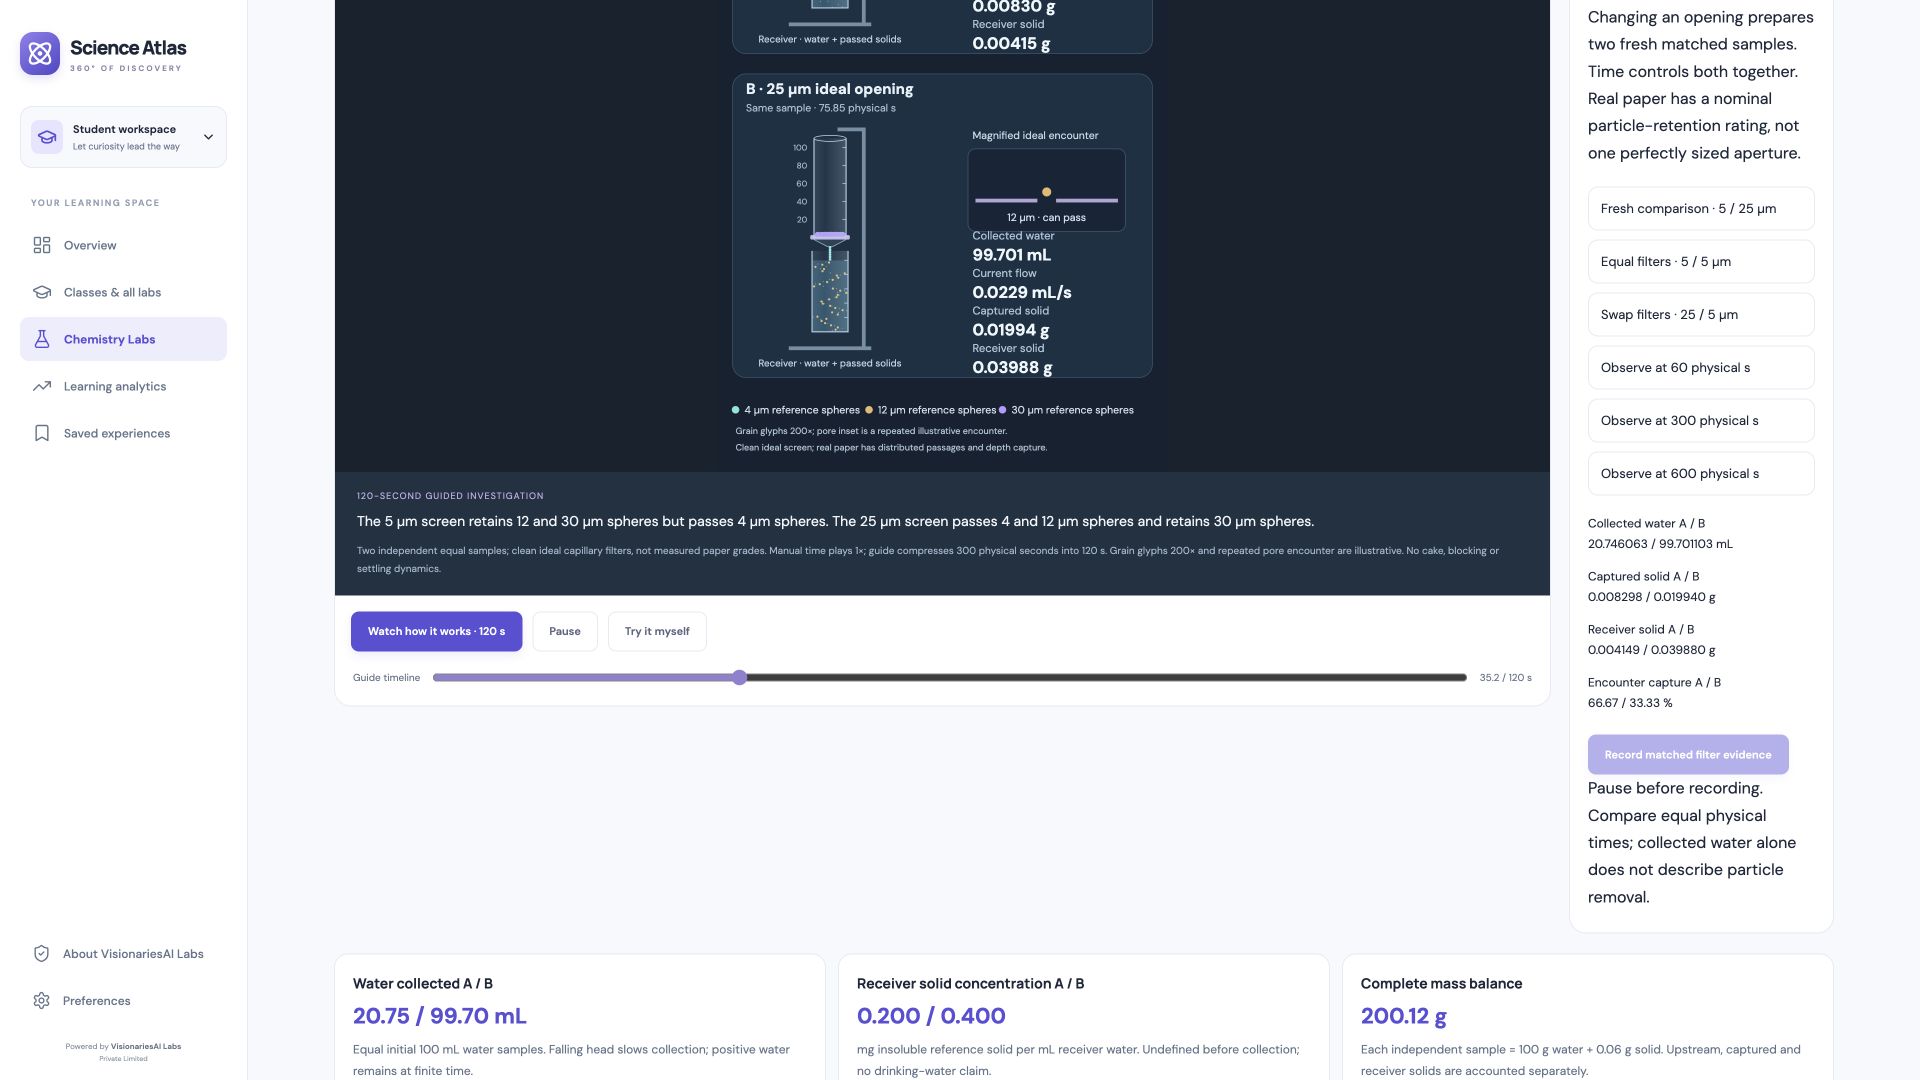 Science Atlas
360° OF DISCOVERY
Student workspace
Let curiosity lead the way
YOUR LEARNING SPACE
Overview
Classes & all labs
Chemistry Labs
Learning analytics
Saved experiences
About VisionariesAI Labs
Preferences
Powered by VisionariesAI Labs
Private Limited
0.00830 g
Receiver solid
0.00415 g
Receiver · water + passed solids
B · 25 µm ideal opening
Same sample · 75.85 physical s
100
80
60
40
20
Receiver · water + passed solids
Magnified ideal encounter
12 µm · can pass
Collected water
99.701 mL
Current flow
0.0229 mL/s
Captured solid
0.01994 g
Receiver solid
0.03988 g
4 µm reference spheres 12 µm reference spheres 30 µm reference spheres
Grain glyphs 200×; pore inset is a repeated illustrative encounter.
Clean ideal screen; real paper has distributed passages and depth capture.
120-SECOND GUIDED INVESTIGATION
The 5 µm screen retains 12 and 30 µm spheres but passes 4 µm spheres. The 25 µm screen passes 4 and 12 µm spheres and retains 30 µm spheres.
Two independent equal samples; clean ideal capillary filters, not measured paper grades. Manual time plays 1×; guide compresses 300 physical seconds into 120 s. Grain glyphs 200× and repeated pore encounter are illustrative. No cake, blocking or
settling dynamics.
Watch how it works · 120 s
Pause
Try it myself
Guide timeline
35.2 / 120 s
Changing an opening prepares
two fresh matched samples.
Time controls both together.
Real paper has a nominal
particle-retention rating, not
one perfectly sized aperture.
Fresh comparison · 5 / 25 µm
Equal filters · 5 / 5 µm
Swap filters · 25 / 5 µm
Observe at 60 physical s
Observe at 300 physical s
Observe at 600 physical s
Collected water A / B
20.746063 / 99.701103 mL
Captured solid A / B
0.008298 / 0.019940 g
Receiver solid A / B
0.004149 / 0.039880 g
Encounter capture A / B
66.67 / 33.33 %
Record matched filter evidence
Pause before recording.
Compare equal physical
times; collected water alone
does not describe particle
removal.
Water collected A / B
20.75 / 99.70 mL
Equal initial 100 mL water samples. Falling head slows collection; positive water
remains at finite time.
Receiver solid concentration A / B
0.200 / 0.400
mg insoluble reference solid per mL receiver water. Undefined before collection;
no drinking-water claim.
Complete mass balance
200.12 g
Each independent sample = 100 g water + 0.06 g solid. Upstream, captured and
receiver solids are accounted separately.